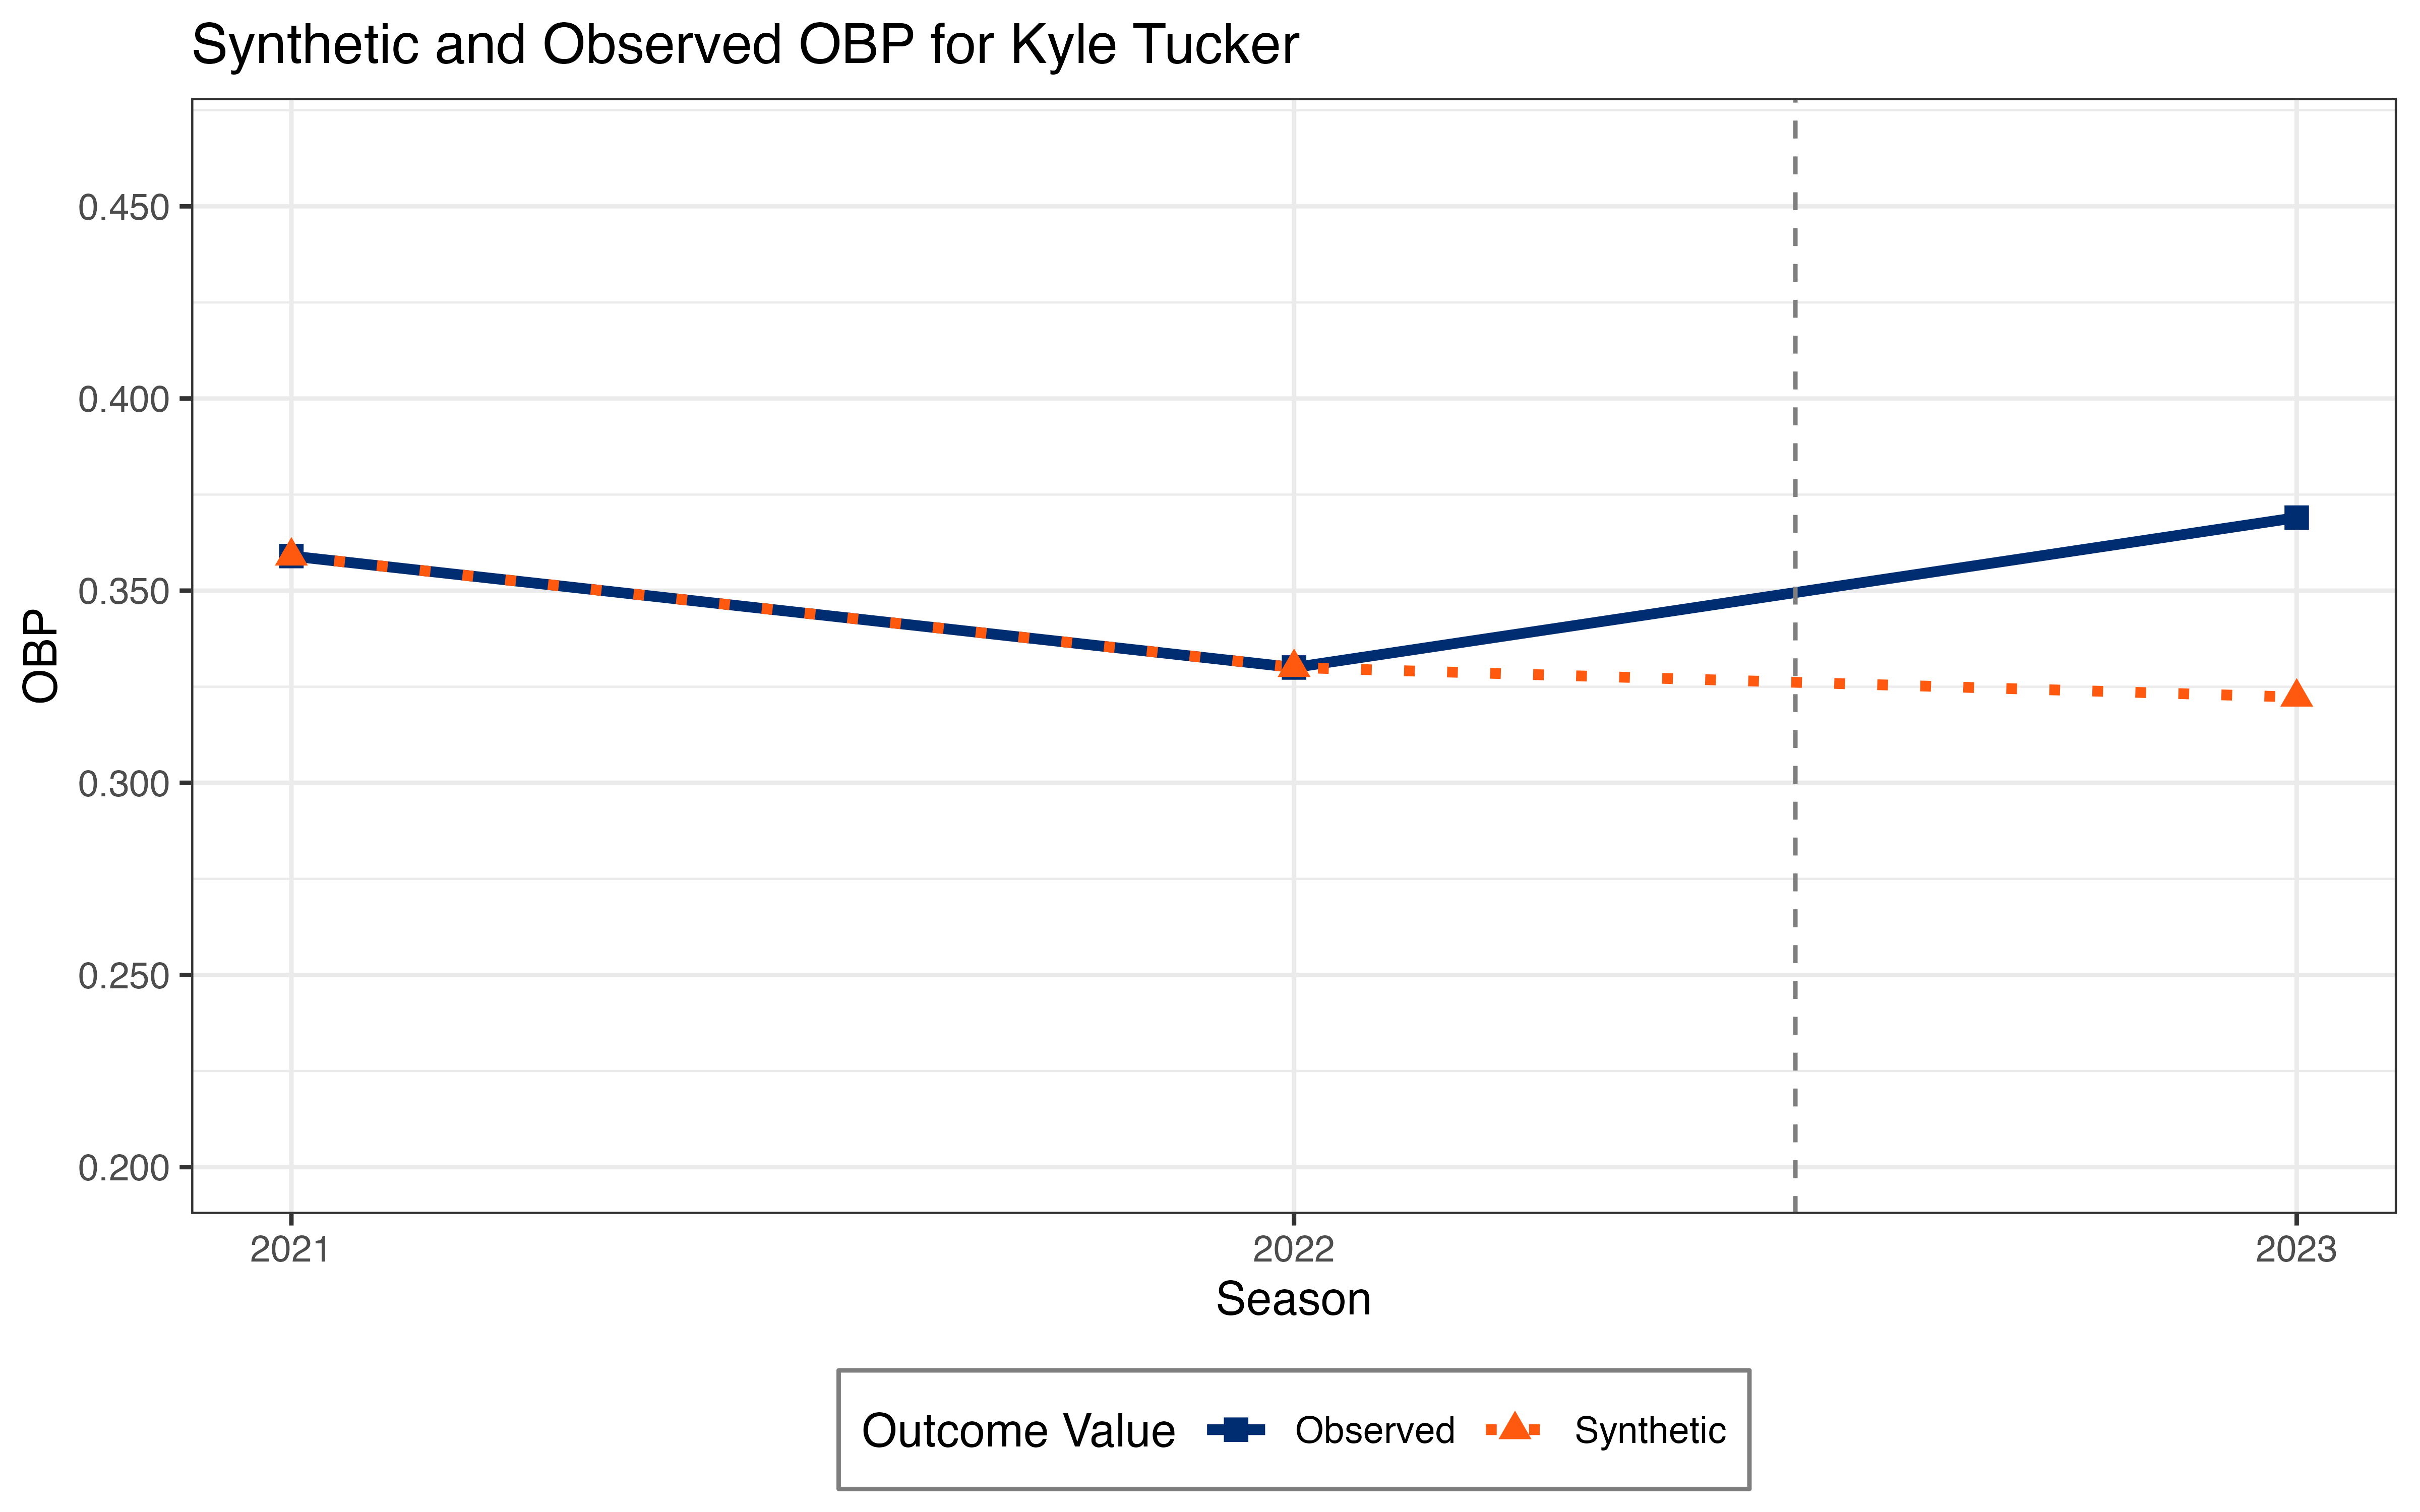 Synthetic and Observed OBP for Kyle Tucker
0.450
0.400
0.350
0.300
0.250
0.200
OBP
2021 2022 2023
Season
Outcome Value Observed Synthetic